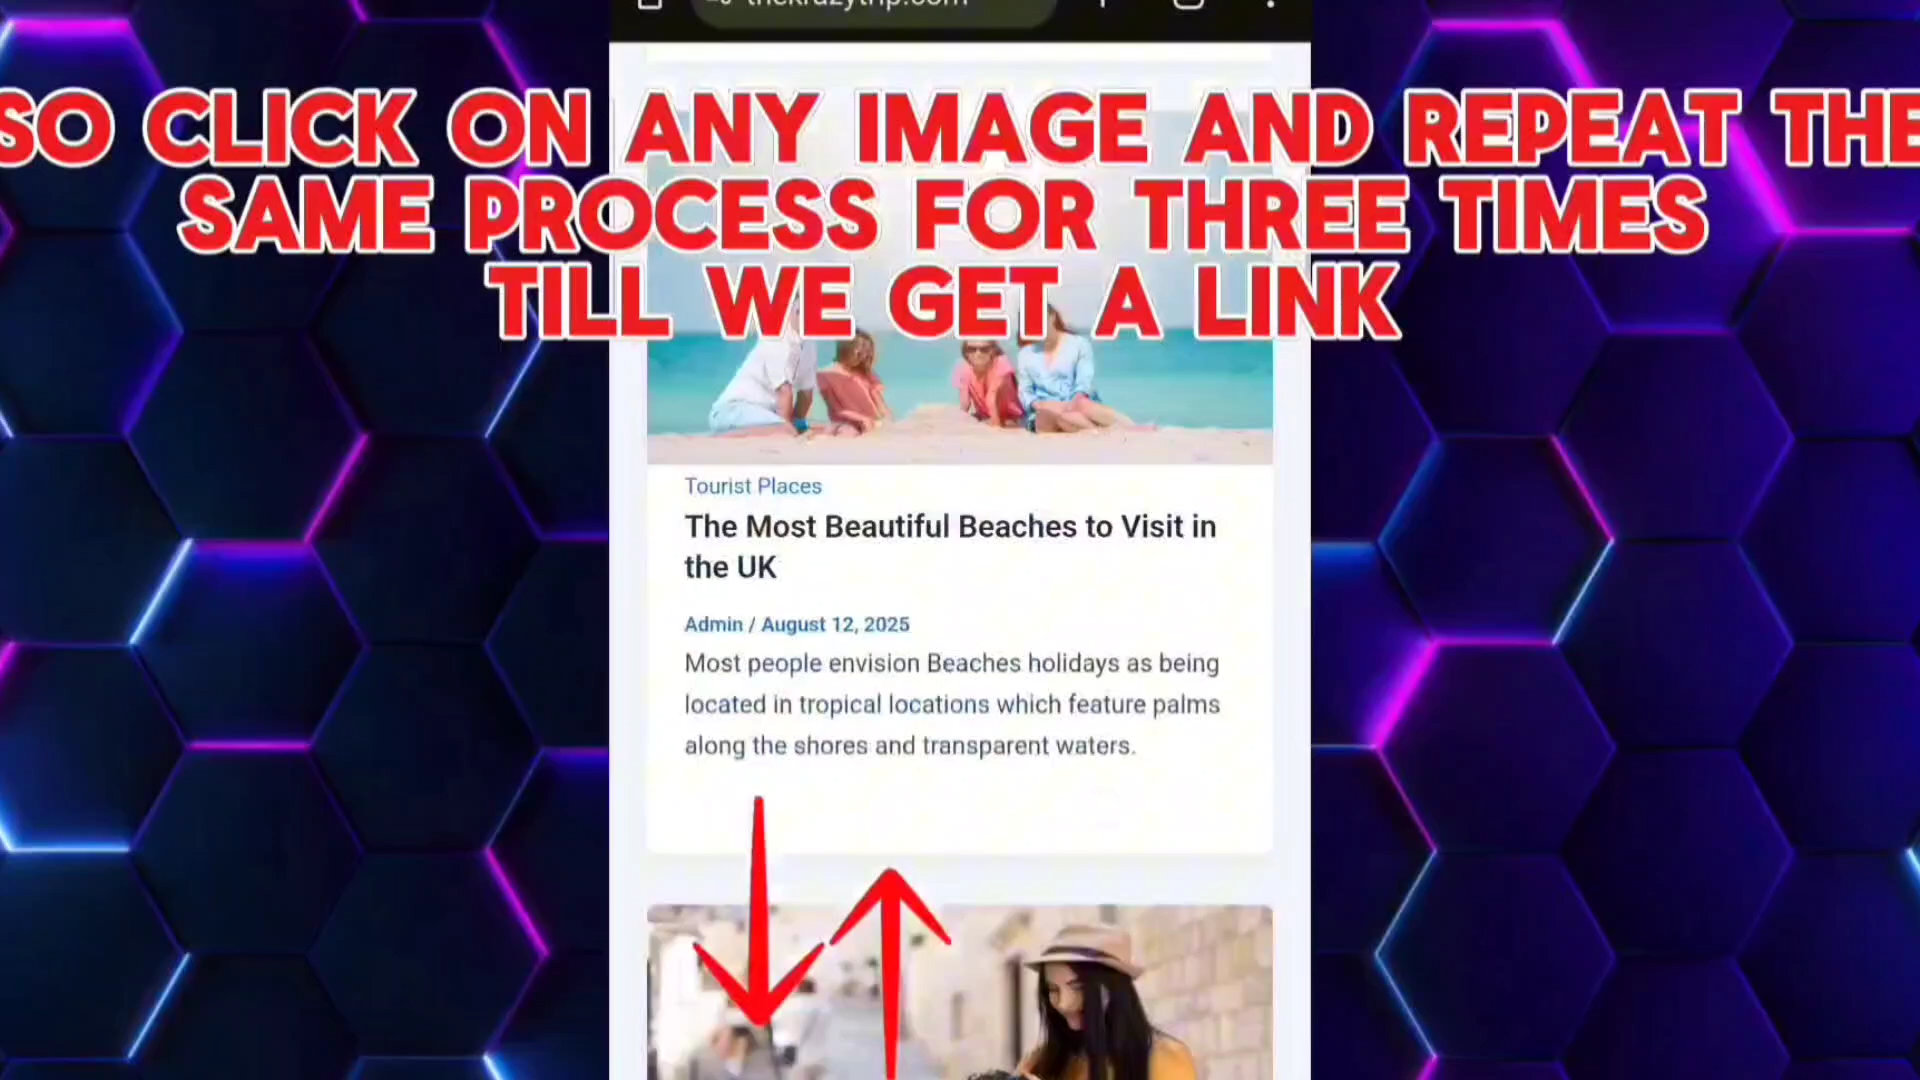 thekrazytrip.com
SO CLICK ON ANY IMAGE AND REPEAT THE
SAME PROCESS FOR THREE TIMES
TILL WE GET A LINK
Tourist Places
The Most Beautiful Beaches to Visit in
the UK
Admin / August 12, 2025
Most people envision Beaches holidays as being
located in tropical locations which feature palms
along the shores and transparent waters.